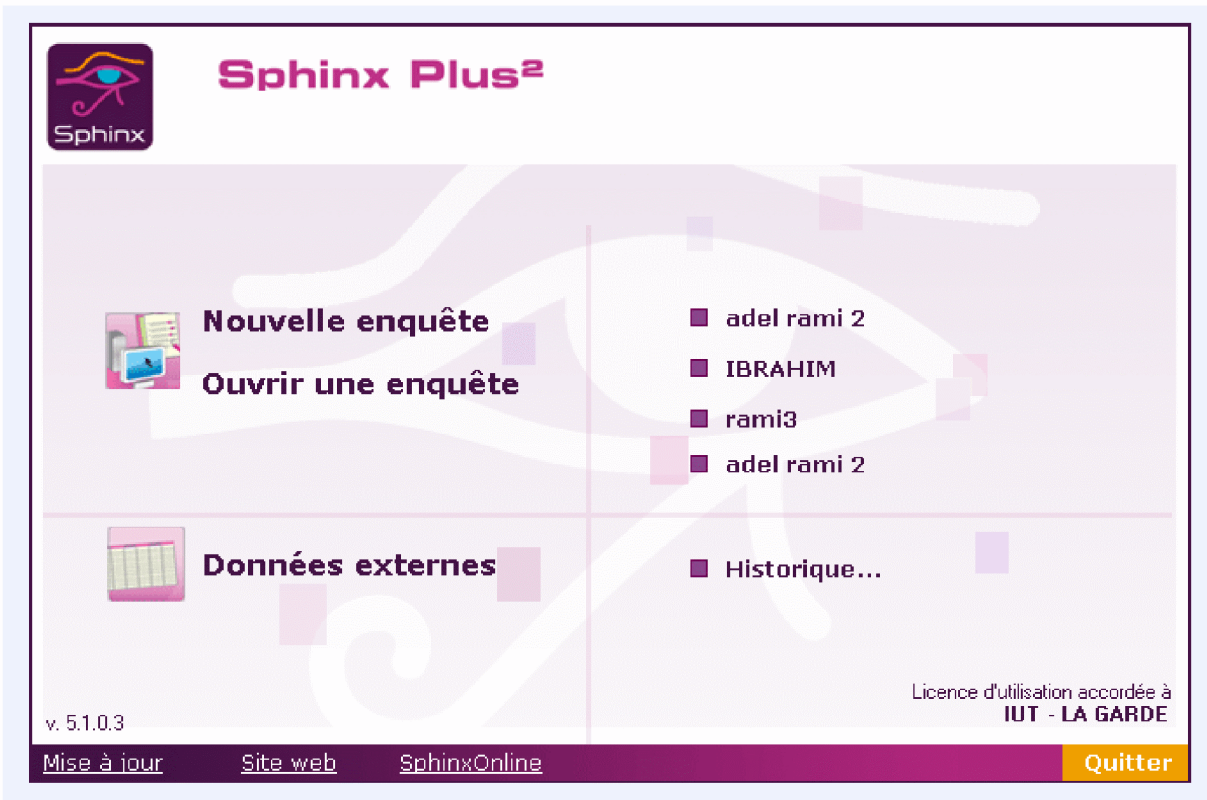 Sphinx Plus²
Sphinx
Nouvelle enquête
Ouvrir une enquête
adel rami 2
IBRAHIM
rami3
adel rami 2
Données externes
Historique...
Licence d'utilisation accordée à
IUT - LA GARDE
v. 5.1.0.3
Mise à jour
Site web
SphinxOnline
Quitter